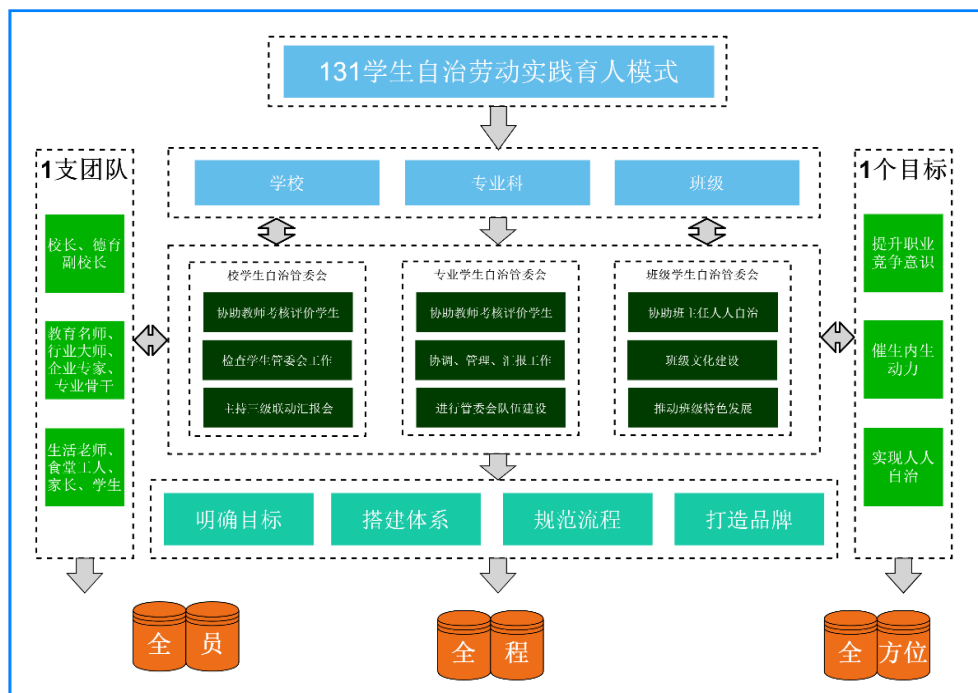 131学生自治劳动实践育人模式
1支团队
校长、德育
副校长
教育名师、
行业大师、
企业专家、
专业骨干
生活老师、
食堂工人、
家长、学生
学校
专业科
班级
校学生自治管委会
协助教师考核评价学生
检查学生管委会工作
主持三级联动汇报会
专业学生自治管委会
协助教师考核评价学生
协调、管理、汇报工作
进行管委会队伍建设
班级学生自治管委会
协助班主任人人自治
班级文化建设
推动班级特色发展
明确目标
搭建体系
规范流程
打造品牌
1个目标
提升职业
竞争意识
催生内生
动力
实现人人
自治
全 员
全 程
全 方位